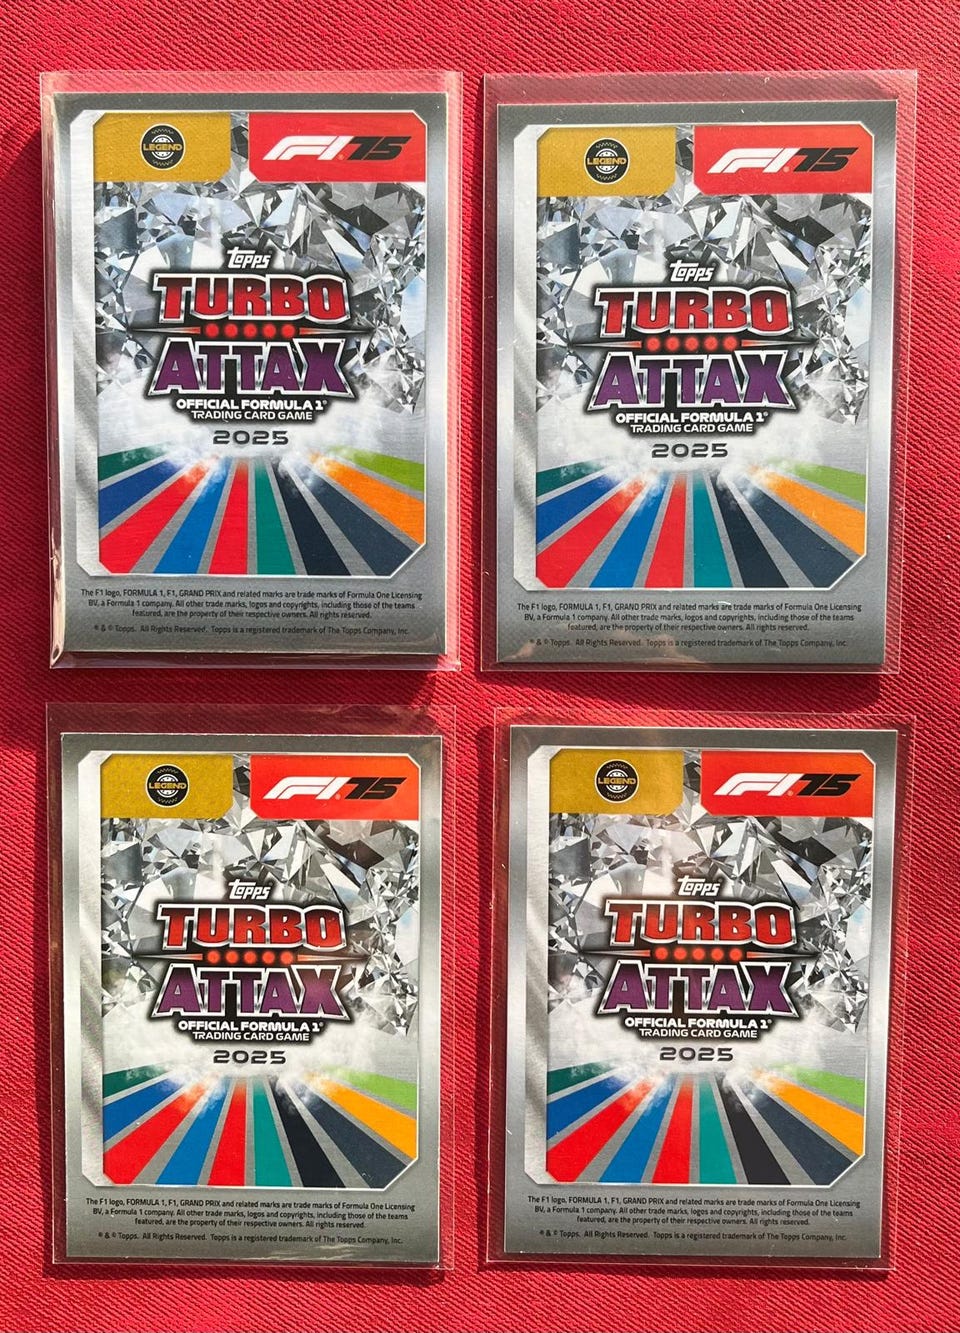 LEGEND
F1 75
Topps
TURBO
ATTAX
OFFICIAL FORMULA 1®
TRADING CARD GAME
2025
The F1 logo, FORMULA 1, F1, GRAND PRIX and related marks are trade marks of Formula One Licensing
BV, a Formula 1 company. All other trade marks, logos and copyrights, including those of the teams
featured, are the property of their respective owners. All rights reserved.
® & © Topps. All Rights Reserved. Topps is a registered trademark of The Topps Company, Inc.
LEGEND
F1 75
Topps
TURBO
ATTAX
OFFICIAL FORMULA 1®
TRADING CARD GAME
2025
The F1 logo, FORMULA 1, F1, GRAND PRIX and related marks are trade marks of Formula One Licensing
BV, a Formula 1 company. All other trade marks, logos and copyrights, including those of the teams
featured, are the property of their respective owners. All rights reserved.
® & © Topps. All Rights Reserved. Topps is a registered trademark of The Topps Company, Inc.
LEGEND
F1 75
Topps
TURBO
ATTAX
OFFICIAL FORMULA 1®
TRADING CARD GAME
2025
The F1 logo, FORMULA 1, F1, GRAND PRIX and related marks are trade marks of Formula One Licensing
BV, a Formula 1 company. All other trade marks, logos and copyrights, including those of the teams
featured, are the property of their respective owners. All rights reserved.
® & © Topps. All Rights Reserved. Topps is a registered trademark of The Topps Company, Inc.
LEGEND
F1 75
Topps
TURBO
ATTAX
OFFICIAL FORMULA 1®
TRADING CARD GAME
2025
The F1 logo, FORMULA 1, F1, GRAND PRIX and related marks are trade marks of Formula One Licensing
BV, a Formula 1 company. All other trade marks, logos and copyrights, including those of the teams
featured, are the property of their respective owners. All rights reserved.
® & © Topps. All Rights Reserved. Topps is a registered trademark of The Topps Company, Inc.